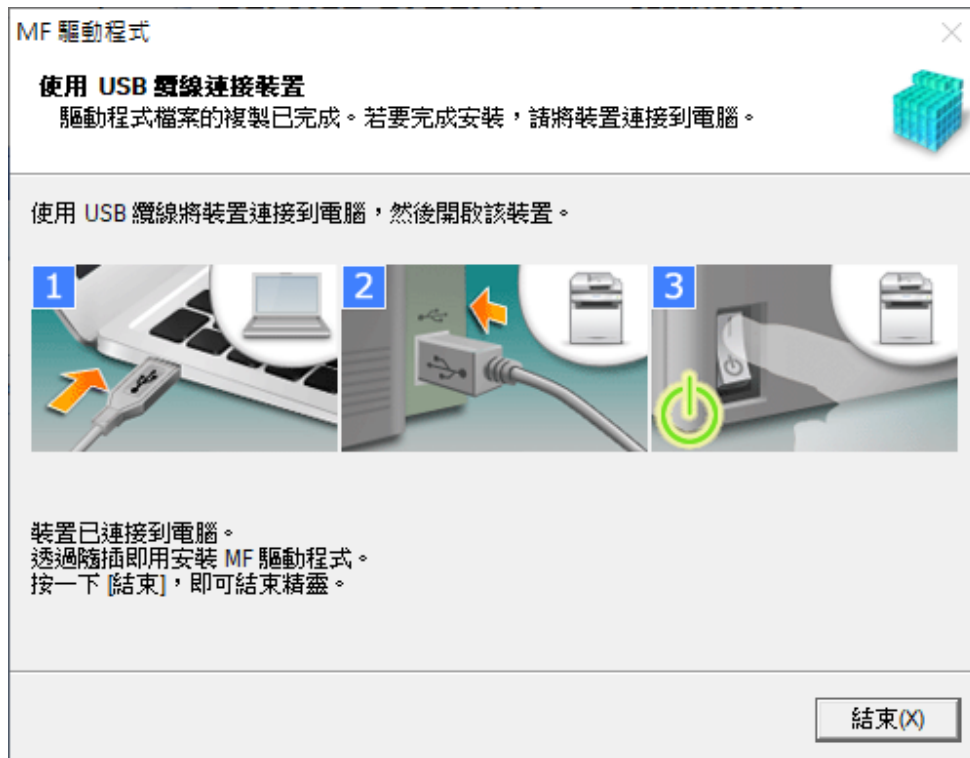 MF 驅動程式
使用 USB 纜線連接裝置
驅動程式檔案的複製已完成。若要完成安裝，請將裝置連接到電腦。
使用 USB 纜線將裝置連接到電腦，然後開啟該裝置。
1
2
3
裝置已連接到電腦。
透過隨插即用安裝 MF 驅動程式。
按一下 [結束]，即可結束精靈。
結束(X)